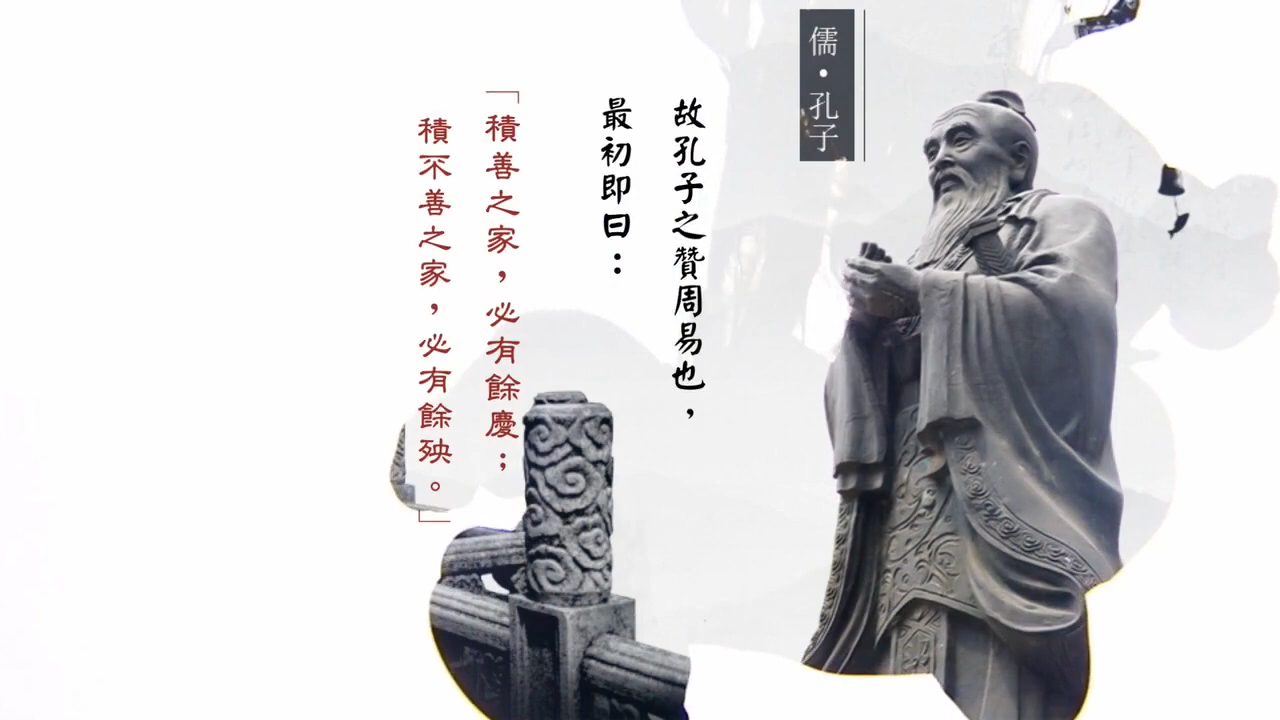 儒・孔子
故孔子之贊周易也，
最初即曰：
「積善之家，必有餘慶；
積不善之家，必有餘殃。」